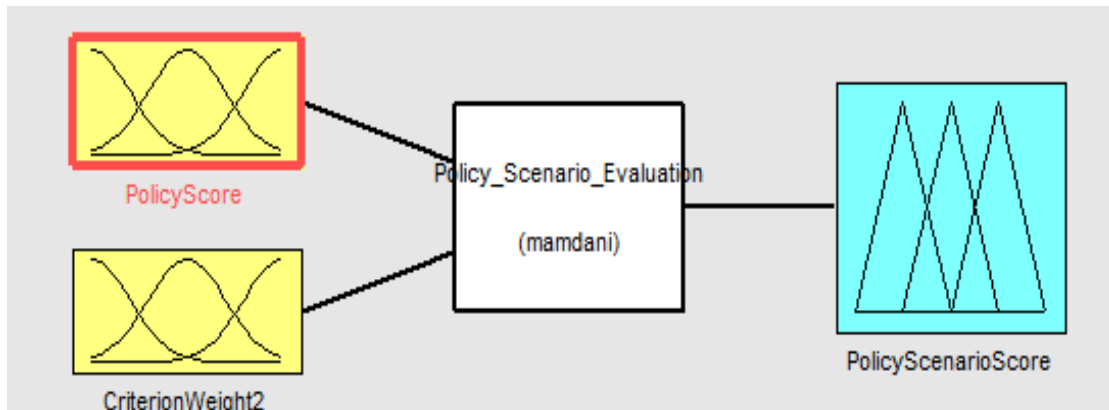 PolicyScore
Policy_Scenario_Evaluation
(mamdani)
PolicyScenarioScore
CriterionWeight2